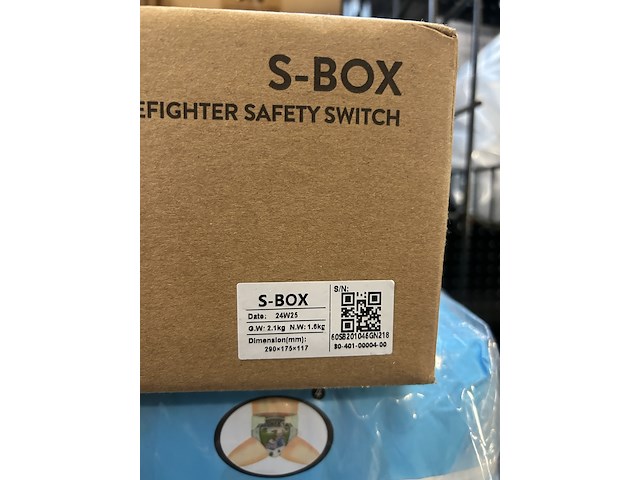 S-BOX
EFIGHTER SAFETY SWITCH
S-BOX
Date: 24W25
G.W: 2.1kg N.W: 1.6kg
Dimension(mm):
290×175×117
S/N:
80-401-00004-00